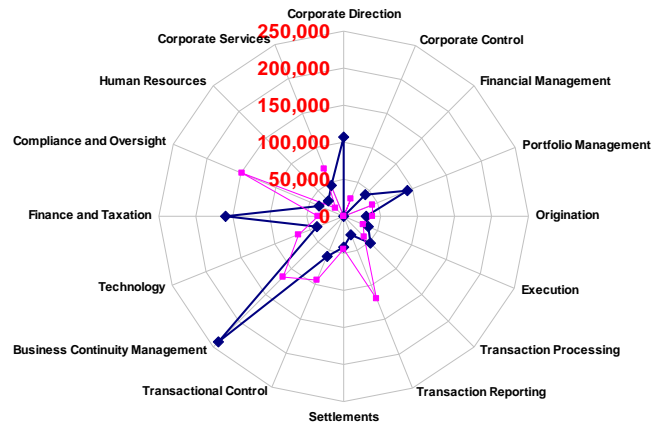 Corporate Direction
250,000
Corporate Services
Corporate Control
200,000
Human Resources
Financial Management
150,000
Compliance and Oversight
Portfolio Management
100,000
50,000
Finance and Taxation
0
Origination
Technology
Execution
Business Continuity Management
Transaction Processing
Transactional Control
Transaction Reporting
Settlements